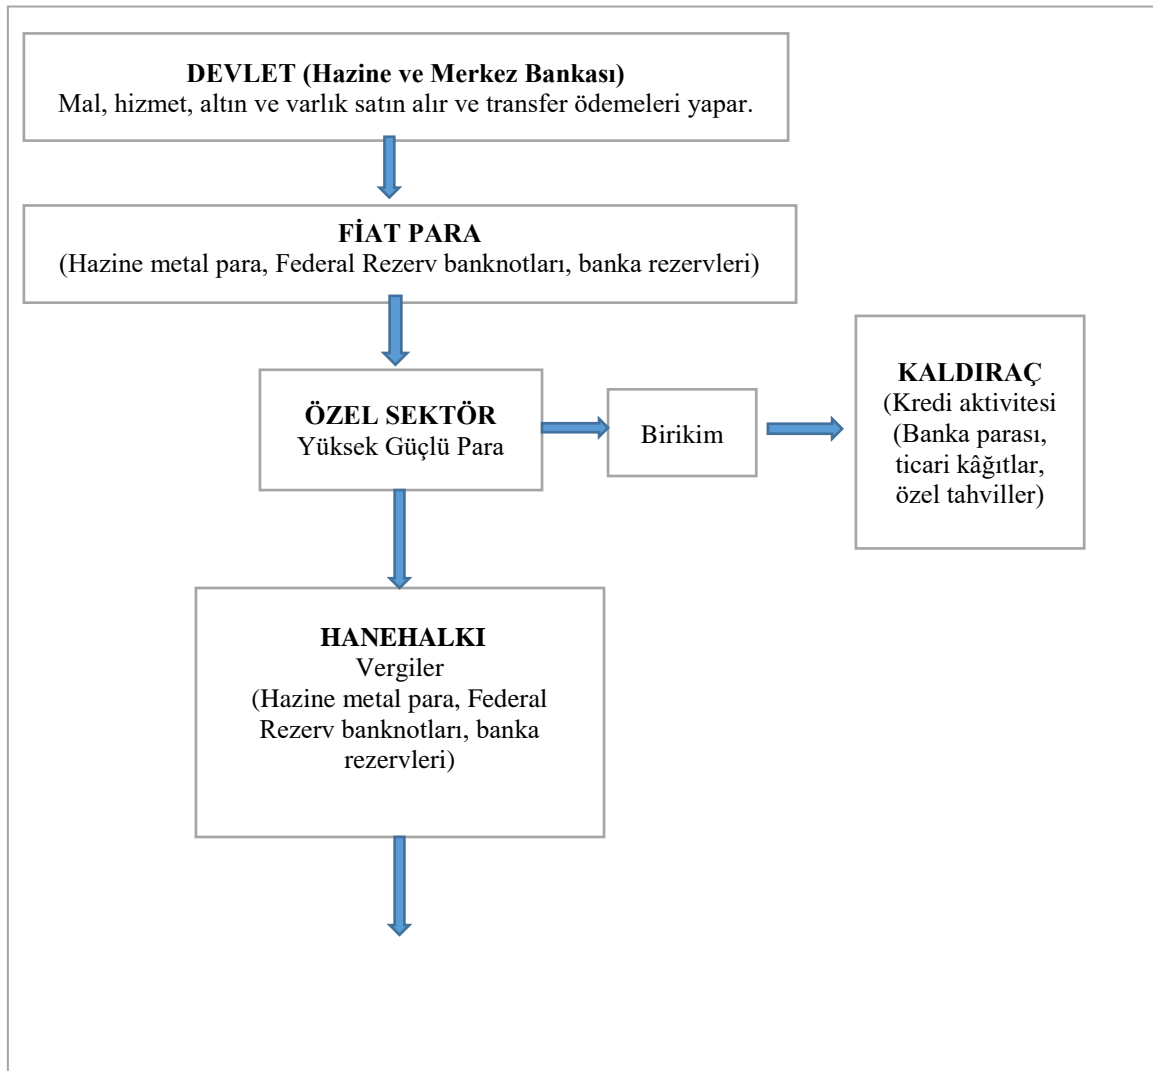 DEVLET (Hazine ve Merkez Bankası)
Mal, hizmet, altın ve varlık satın alır ve transfer ödemeleri yapar.
FİAT PARA
(Hazine metal para, Federal Rezerv banknotları, banka rezervleri)
ÖZEL SEKTÖR
Yüksek Güçlü Para
Birikim
KALDIRAÇ
(Kredi aktivitesi
(Banka parası,
ticari kâğıtlar,
özel tahviller)
HANEHALKI
Vergiler
(Hazine metal para, Federal
Rezerv banknotları, banka
rezervleri)